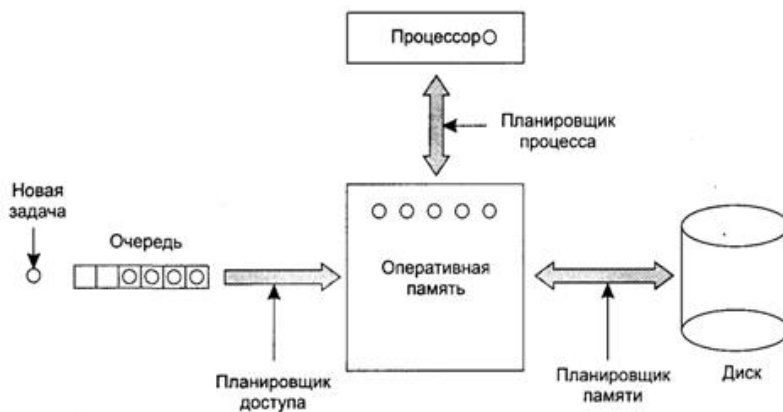 Процессор
Планировщик
процесса
Новая
задача
Очередь
Оперативная
память
Планировщик
доступа
Планировщик
памяти
Диск